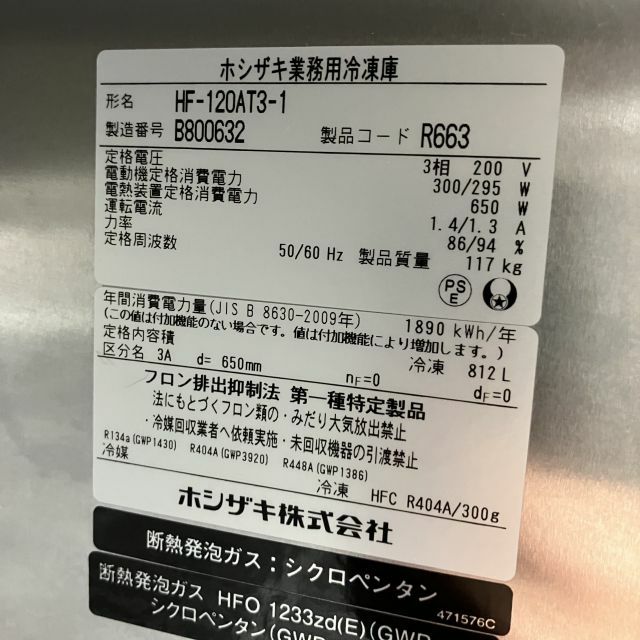 ホシザキ業務用冷凍庫
形名 HF-120AT3-1
製造番号 B800632 製品コード R663
定格電圧 3相 200 V
電動機定格消費電力 300/295 W
電熱装置定格消費電力 650 W
運転電流 1.4/1.3 A
力率 86/94 %
定格周波数 50/60 Hz 製品質量 117 kg
PS E
年間消費電力量(JIS B 8630-2009年) 1890 kWh/年
(この値は付加機能のない場合です。値は付加機能により増加します。)
定格内容積 冷凍 812 L
区分名 3A d= 650mm nF=0 dF=0
フロン排出抑制法 第一種特定製品
法にもとづくフロン類の・みだり大気放出禁止
・冷媒回収業者へ依頼実施・未回収機器の引渡禁止
R134a(GWP1430) R404A(GWP3920) R448A(GWP1386)
冷媒 冷凍 HFC R404A/300g
ホシザキ株式会社
断熱発泡ガス：シクロペンタン
471576C
断熱発泡ガス HFO 1233zd(E)(GW
シクロペンタン(GW